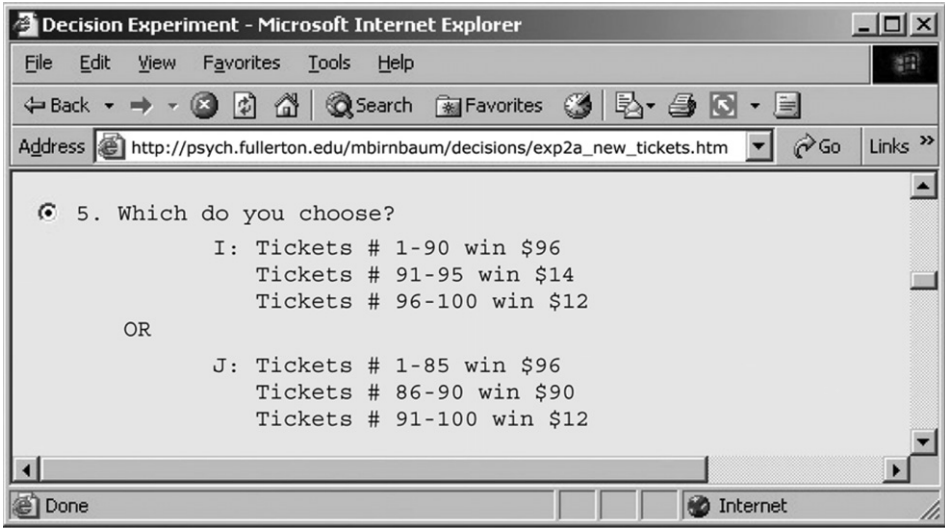 Decision Experiment - Microsoft Internet Explorer
File Edit View Favorites Tools Help
Back Search Favorites
Address http://psych.fullerton.edu/mbirnbaum/decisions/exp2a_new_tickets.htm Go Links »
5. Which do you choose?
I: Tickets # 1-90 win $96
Tickets # 91-95 win $14
Tickets # 96-100 win $12
OR
J: Tickets # 1-85 win $96
Tickets # 86-90 win $90
Tickets # 91-100 win $12
Done Internet